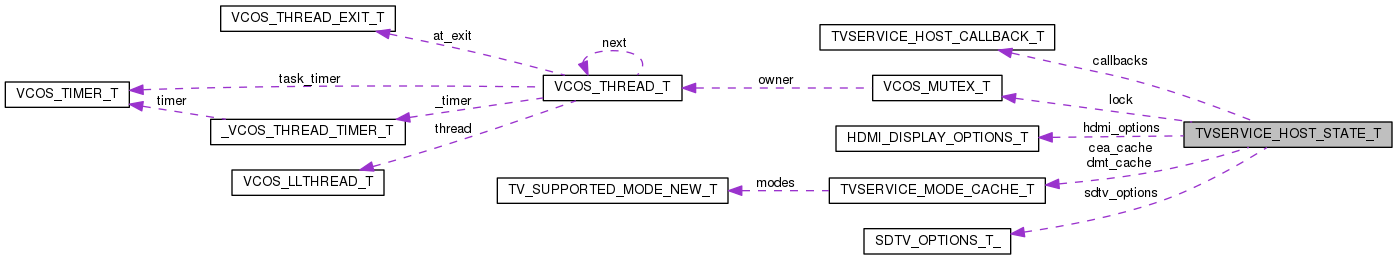 VCOS_THREAD_EXIT_T
TVSERVICE_HOST_CALLBACK_T
at_exit
next
callbacks
task_timer
owner
VCOS_TIMER_T
VCOS_THREAD_T
VCOS_MUTEX_T
timer
_timer
lock
_VCOS_THREAD_TIMER_T
thread
HDMI_DISPLAY_OPTIONS_T
hdmi_options
TVSERVICE_HOST_STATE_T
cea_cache
dmt_cache
VCOS_LLTHREAD_T
TV_SUPPORTED_MODE_NEW_T
modes
TVSERVICE_MODE_CACHE_T
sdtv_options
SDTV_OPTIONS_T_